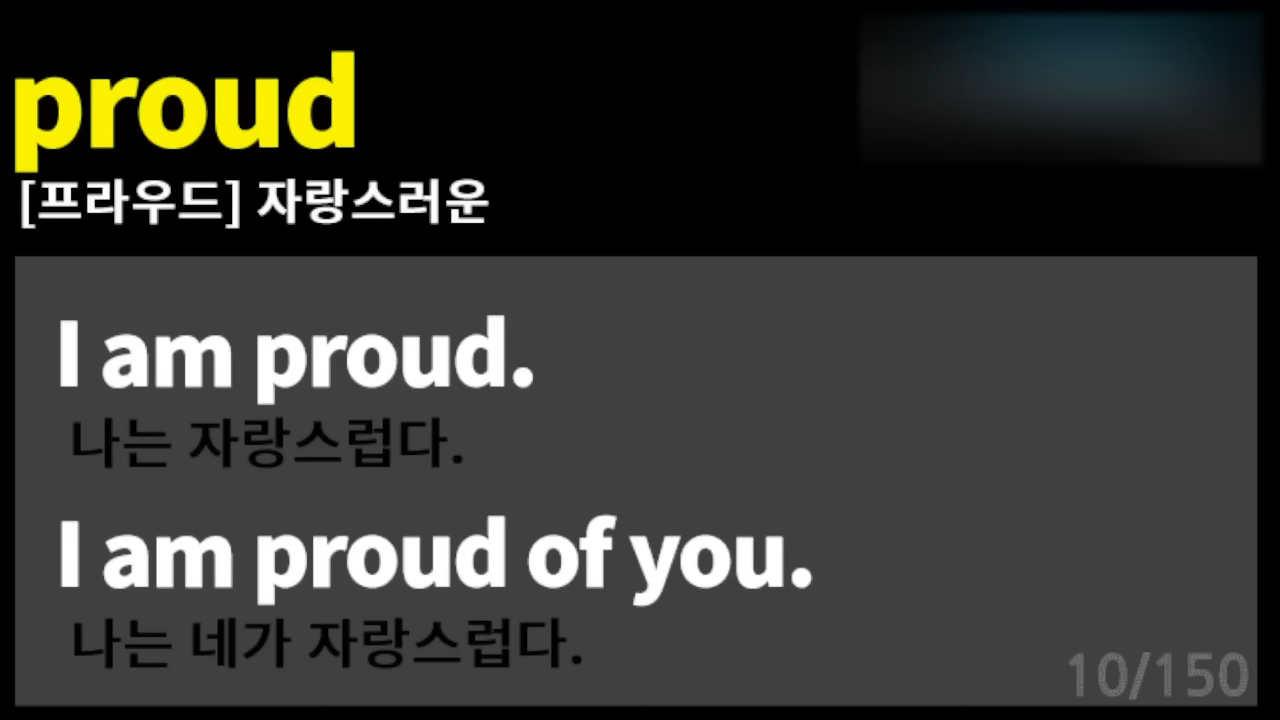 proud
[프라우드] 자랑스러운
I am proud.
나는 자랑스럽다.
I am proud of you.
나는 네가 자랑스럽다.
10/150